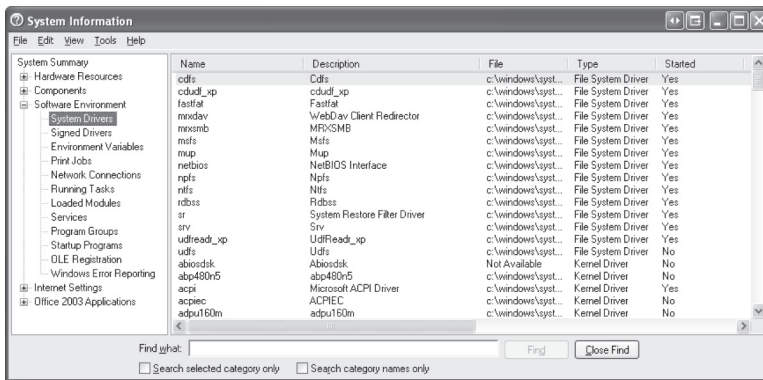 System Information
File Edit View Tools Help
System Summary
Hardware Resources
Components
Software Environment
System Drivers
Signed Drivers
Environment Variables
Print Jobs
Network Connections
Running Tasks
Loaded Modules
Services
Program Groups
Startup Programs
OLE Registration
Windows Error Reporting
Internet Settings
Office 2003 Applications
Name Description File Type Started
cdfs Cdfs c:\windows\syst... File System Driver Yes
cdudf_xp cdudf_xp c:\windows\syst... File System Driver Yes
fastfat Fastfat c:\windows\syst... File System Driver Yes
mrxdav WebDav Client Redirector c:\windows\syst... File System Driver Yes
mrxsmb MRXSMB c:\windows\syst... File System Driver Yes
msfs Msfs c:\windows\syst... File System Driver Yes
mup Mup c:\windows\syst... File System Driver Yes
netbios NetBIOS Interface c:\windows\syst... File System Driver Yes
npfs Npfs c:\windows\syst... File System Driver Yes
ntfs Ntfs c:\windows\syst... File System Driver Yes
rdbss Rdbss c:\windows\syst... File System Driver Yes
sr System Restore Filter Driver c:\windows\syst... File System Driver Yes
srv Srv c:\windows\syst... File System Driver Yes
udfreadr_xp UdfReadr_xp c:\windows\syst... File System Driver Yes
udfs Udfs c:\windows\syst... File System Driver No
abiosdsk Abiosdsk Not Available Kernel Driver No
abp480n5 abp480n5 c:\windows\syst... Kernel Driver No
acpi Microsoft ACPI Driver c:\windows\syst... Kernel Driver Yes
acpiec ACPIEC c:\windows\syst... Kernel Driver No
adpu160m adpu160m c:\windows\syst... Kernel Driver No
Find what: Find Close Find
Search selected category only Search category names only